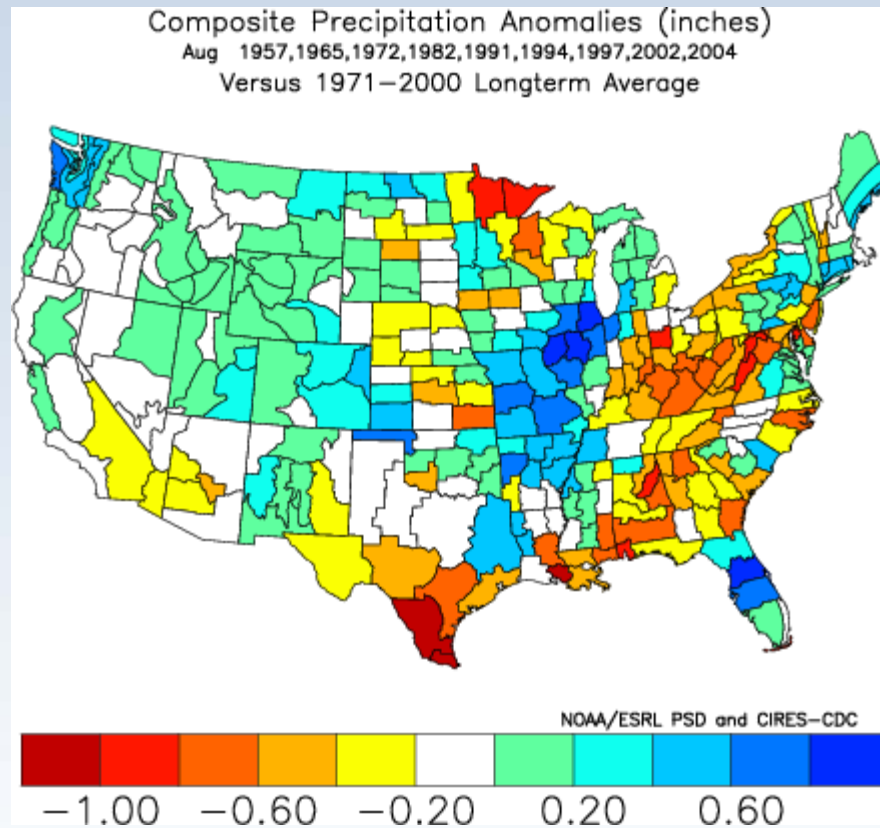 Composite Precipitation Anomalies (inches)
Aug 1957,1965,1972,1982,1991,1994,1997,2002,2004
Versus 1971−2000 Longterm Average
NOAA/ESRL PSD and CIRES−CDC
−1.00 −0.60 −0.20 0.20 0.60